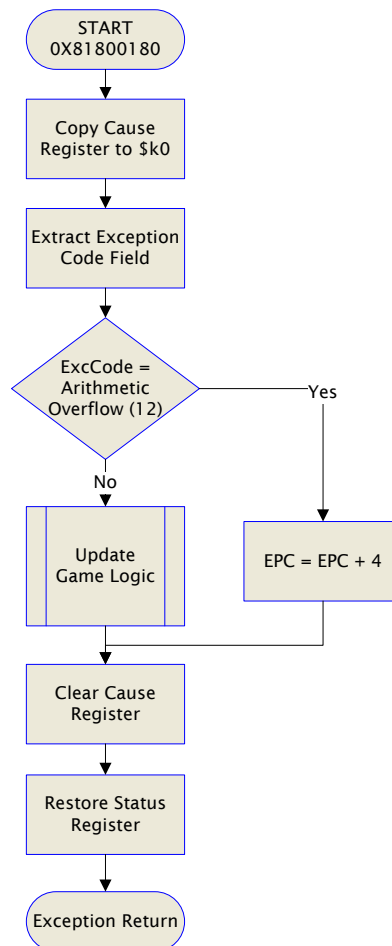 START
0X81800180
Copy Cause
Register to $k0
Extract Exception
Code Field
ExcCode =
Arithmetic
Overflow (12)
Yes
No
Update
Game Logic
EPC = EPC + 4
Clear Cause
Register
Restore Status
Register
Exception Return